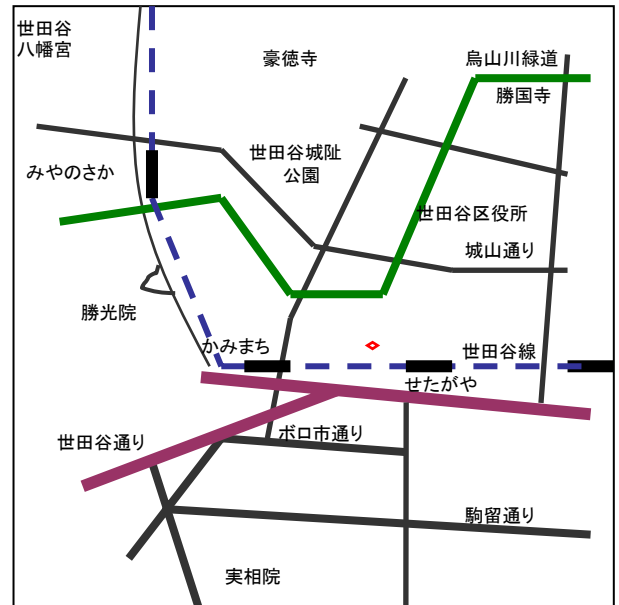 世田谷
八幡宮
豪徳寺
烏山川緑道
勝国寺
世田谷城阯
公園
みやのさか
世田谷区役所
城山通り
勝光院
かみまち
世田谷線
せたがや
世田谷通り
ボロ市通り
駒留通り
実相院